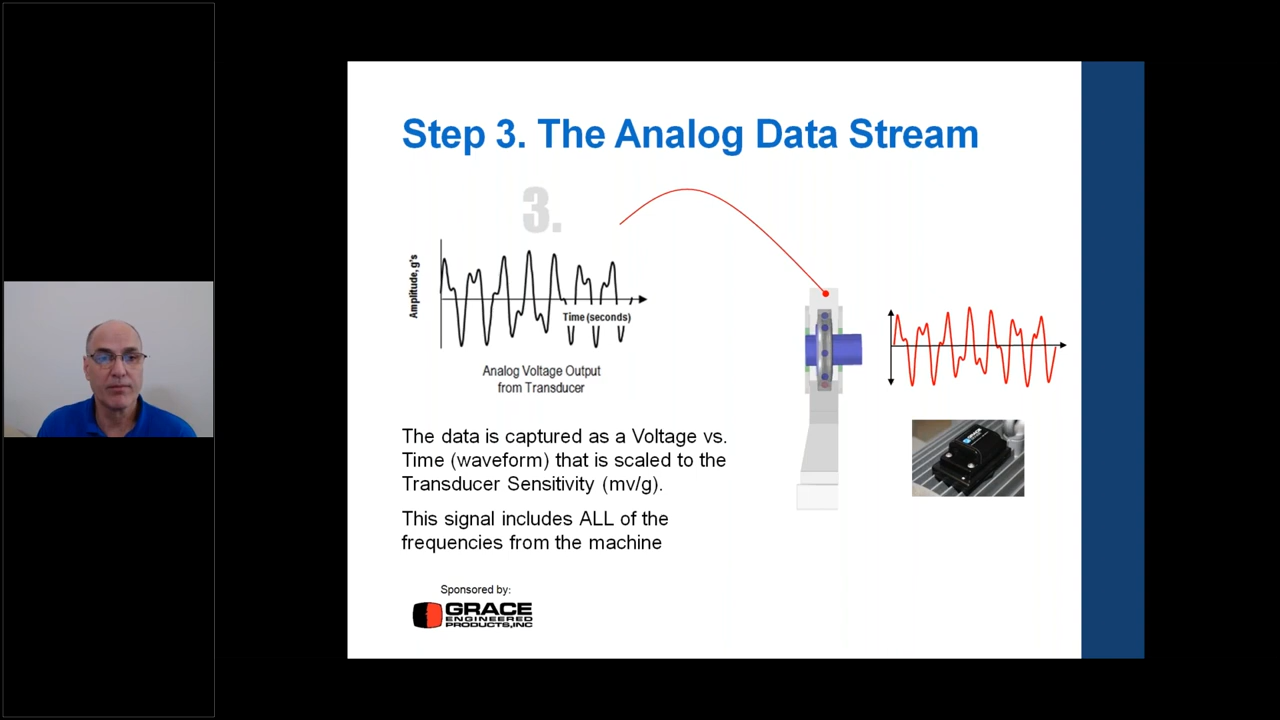 Step 3. The Analog Data Stream
3.
Amplitude, g's
Time (seconds)
Analog Voltage Output
from Transducer
The data is captured as a Voltage vs.
Time (waveform) that is scaled to the
Transducer Sensitivity (mv/g).
This signal includes ALL of the
frequencies from the machine
Sponsored by:
GRACE
ENGINEERED
PRODUCTS, INC
GRACE